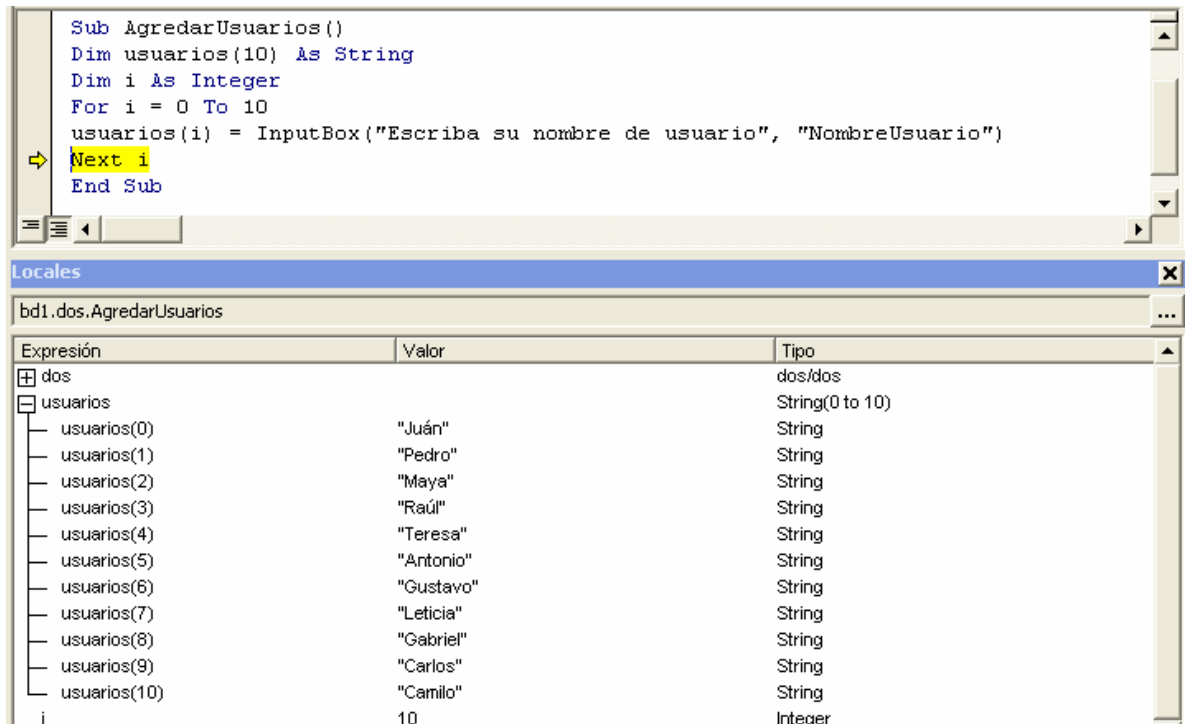 Sub AgredarUsuarios()
Dim usuarios(10) As String
Dim i As Integer
For i = 0 To 10
usuarios(i) = InputBox("Escriba su nombre de usuario", "NombreUsuario")
Next i
End Sub
Locales
bd1.dos.AgredarUsuarios
...
Expresión Valor Tipo
dos dos/dos
usuarios String(0 to 10)
usuarios(0) "Juán" String
usuarios(1) "Pedro" String
usuarios(2) "Maya" String
usuarios(3) "Raúl" String
usuarios(4) "Teresa" String
usuarios(5) "Antonio" String
usuarios(6) "Gustavo" String
usuarios(7) "Leticia" String
usuarios(8) "Gabriel" String
usuarios(9) "Carlos" String
usuarios(10) "Camilo" String
i 10 Integer